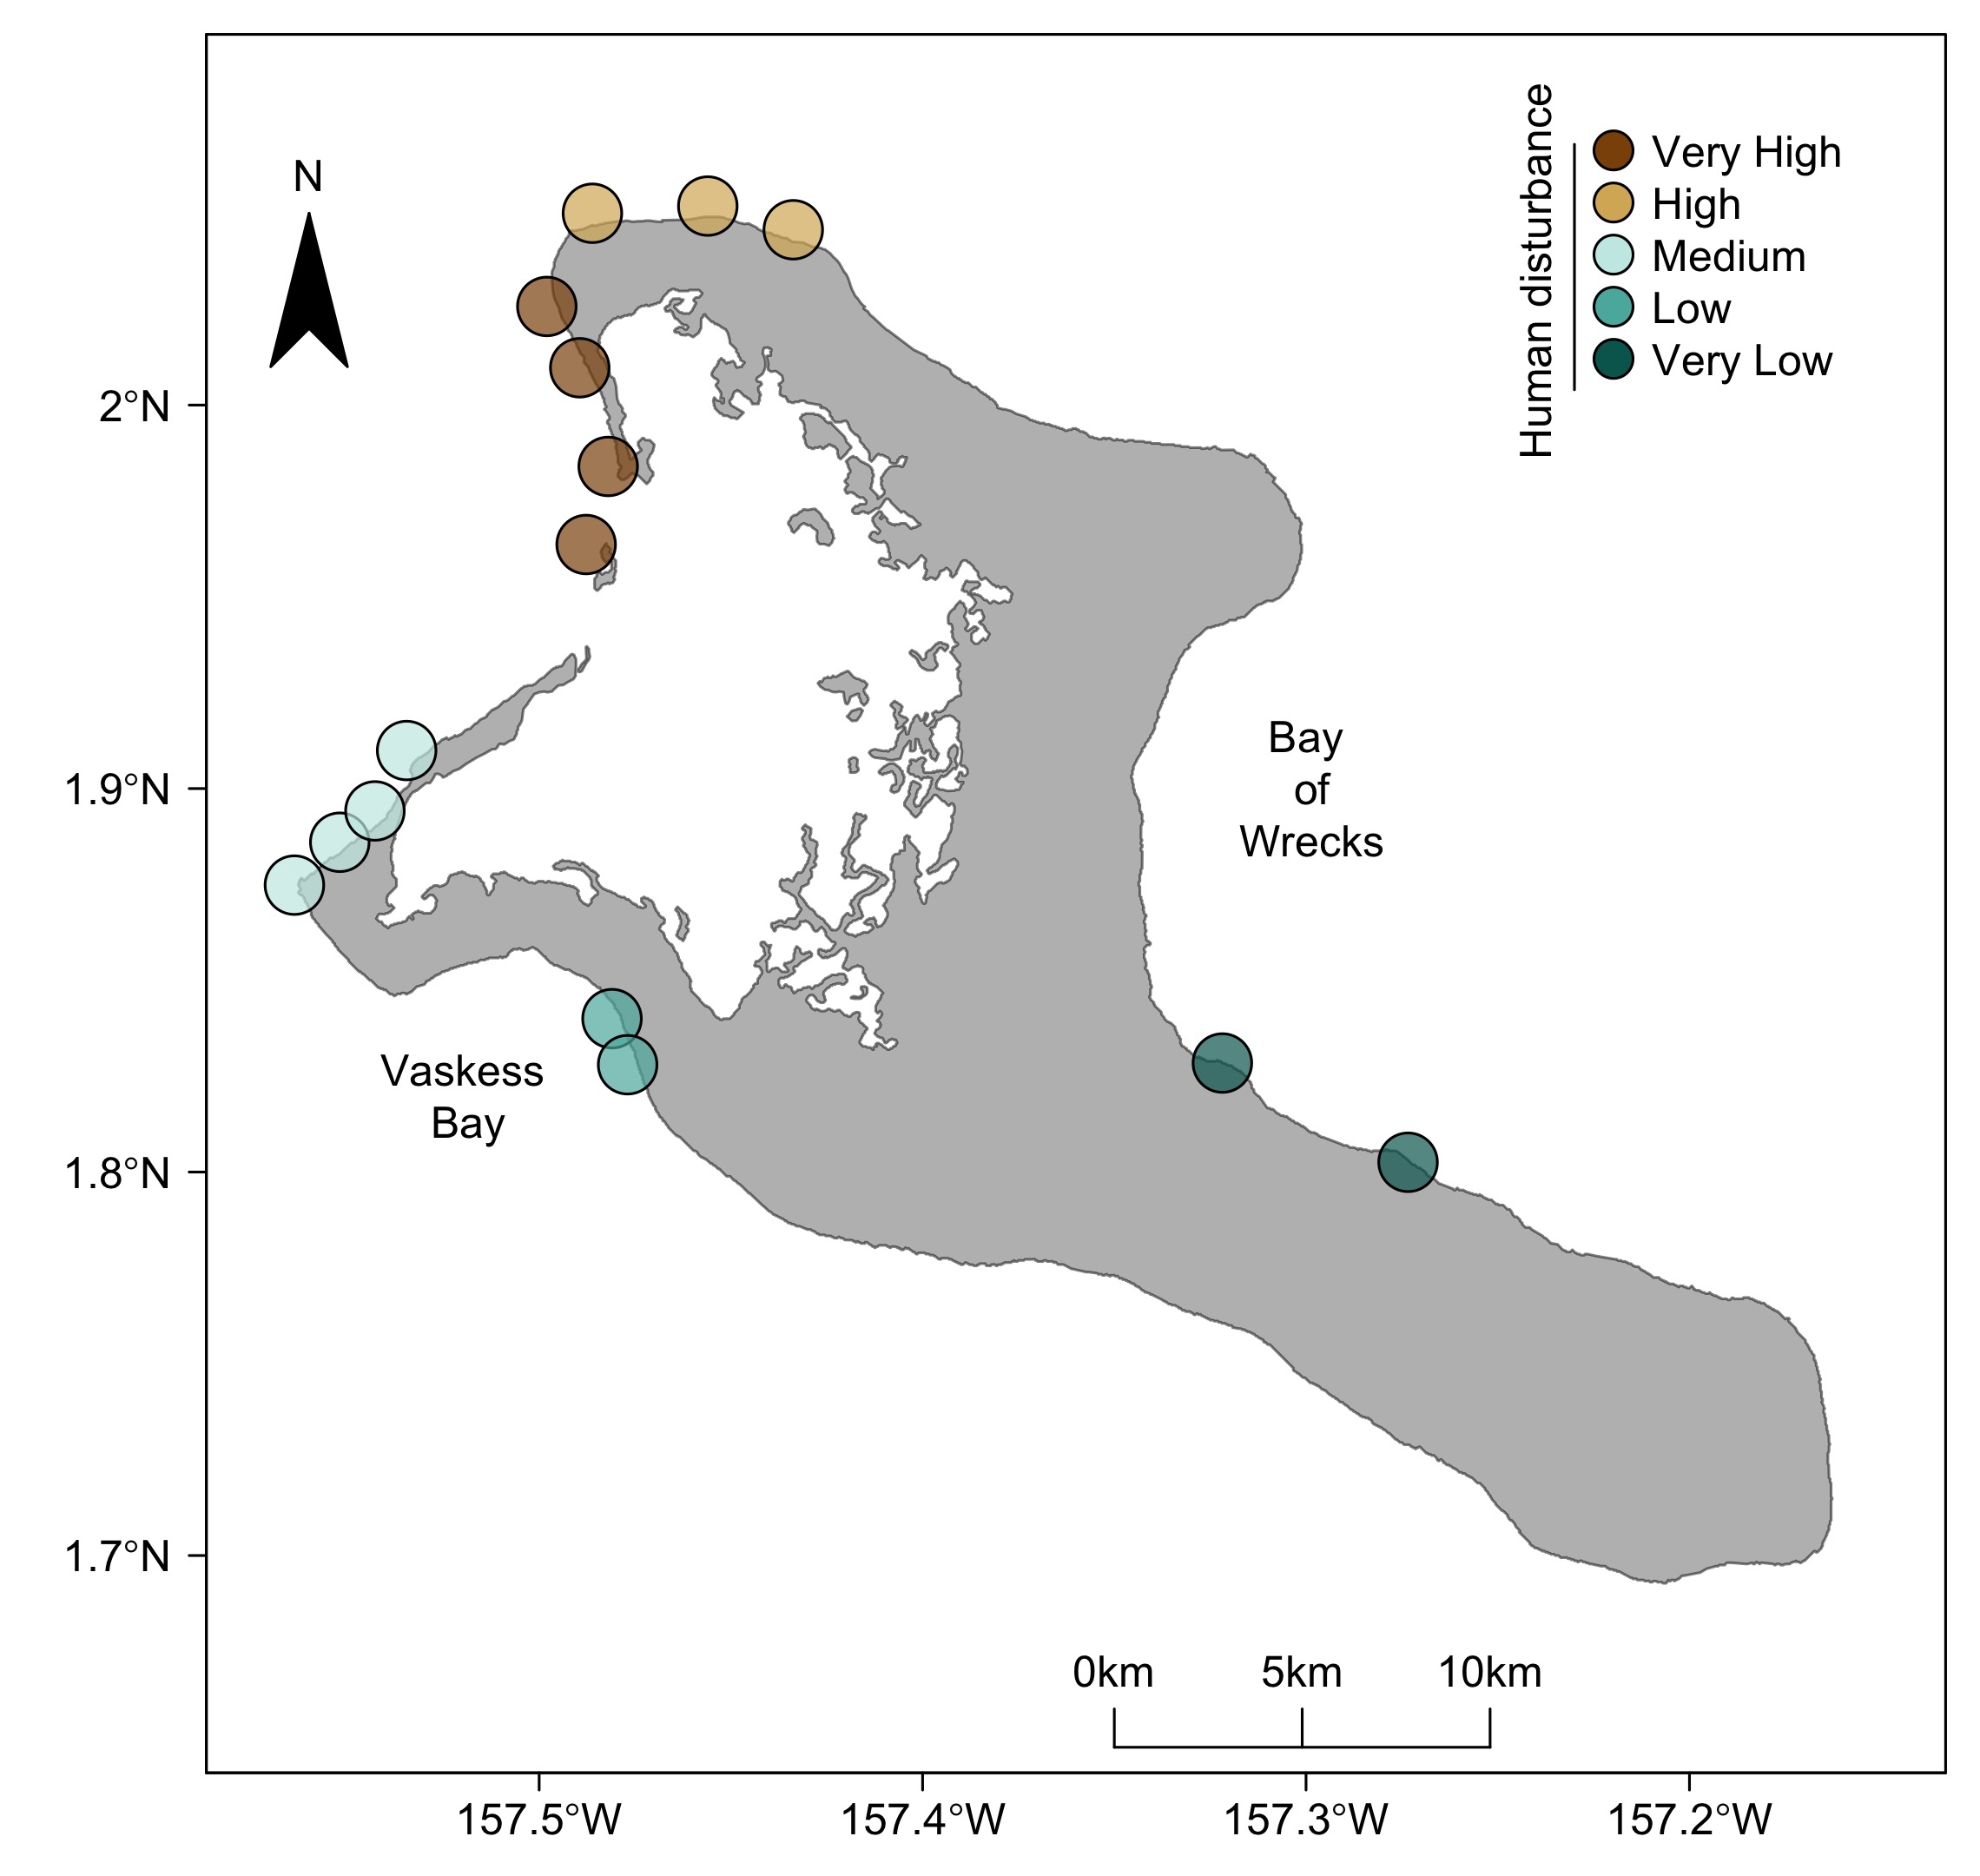 N
Human disturbance
Very High
High
Medium
Low
Very Low
2°N
1.9°N
1.8°N
1.7°N
Bay
of
Wrecks
Vaskess
Bay
0km 5km 10km
157.5°W 157.4°W 157.3°W 157.2°W